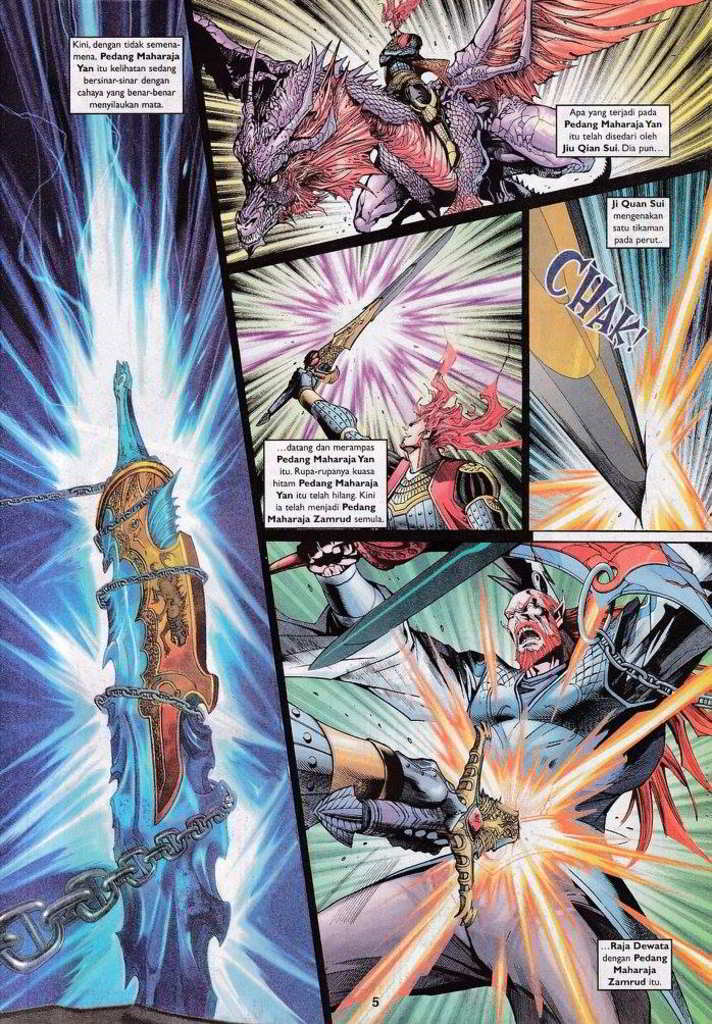 Kini, dengan tidak semena-
mena, Pedang Maharaja
Yan itu kelihatan sedang
bersinar-sinar dengan
cahaya yang benar-benar
menyilaukan mata.
Apa yang terjadi pada
Pedang Maharaja Yan
itu telah disedari oleh
Jiu Qian Sui. Dia pun...
...datang dan merampas
Pedang Maharaja Yan
itu. Rupa-rupanya kuasa
hitam Pedang Maharaja
Yan itu telah hilang. Kini
ia telah menjadi Pedang
Maharaja Zamrud semula.
Ji Quan Sui
mengenakan
satu tikaman
pada perut..
CHAK!
...Raja Dewata
dengan Pedang
Maharaja
Zamrud itu.
5